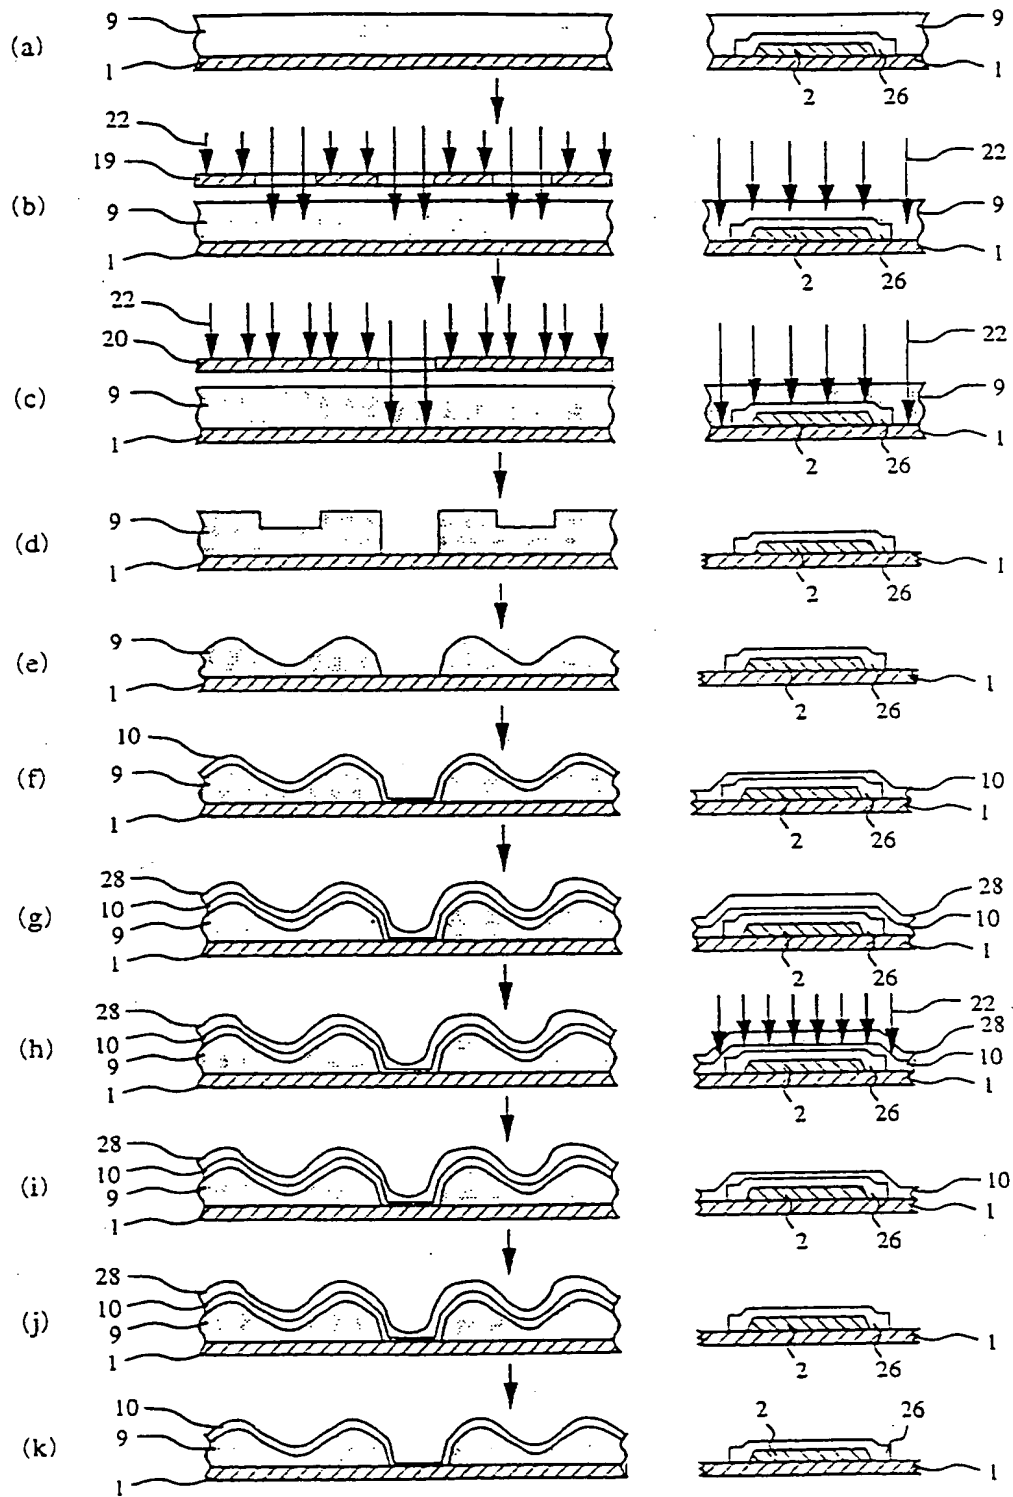 (a) 9 1 9 1 2 26
(b) 22 19 9 1 22 9 1 2 26
(c) 22 20 9 1 22 9 1 2 26
(d) 9 1 1 2 26
(e) 9 1 1 2 26
(f) 10 9 1 10 1 2 26
(g) 28 10 9 1 28 10 1 2 26
(h) 28 10 9 1 22 28 10 1 2 26
(i) 28 10 9 1 10 1 2 26
(j) 28 10 9 1 1 2 26
(k) 10 9 1 2 26 1